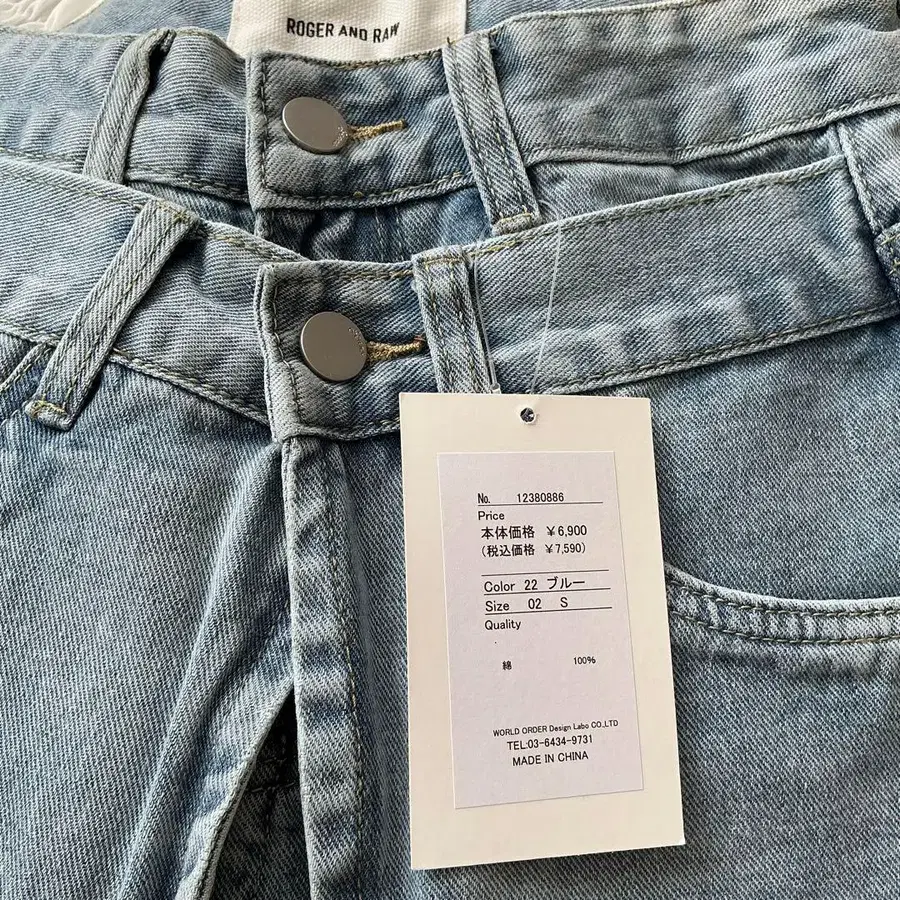 ROGER AND RAW
No. 12380886
Price
本体価格 ¥6,900
(税込価格 ¥7,590)
Color 22 ブルー
Size 02 S
Quality
綿 100%
WORLD ORDER Design Labo CO.,LTD
TEL:03-6434-9731
MADE IN CHINA